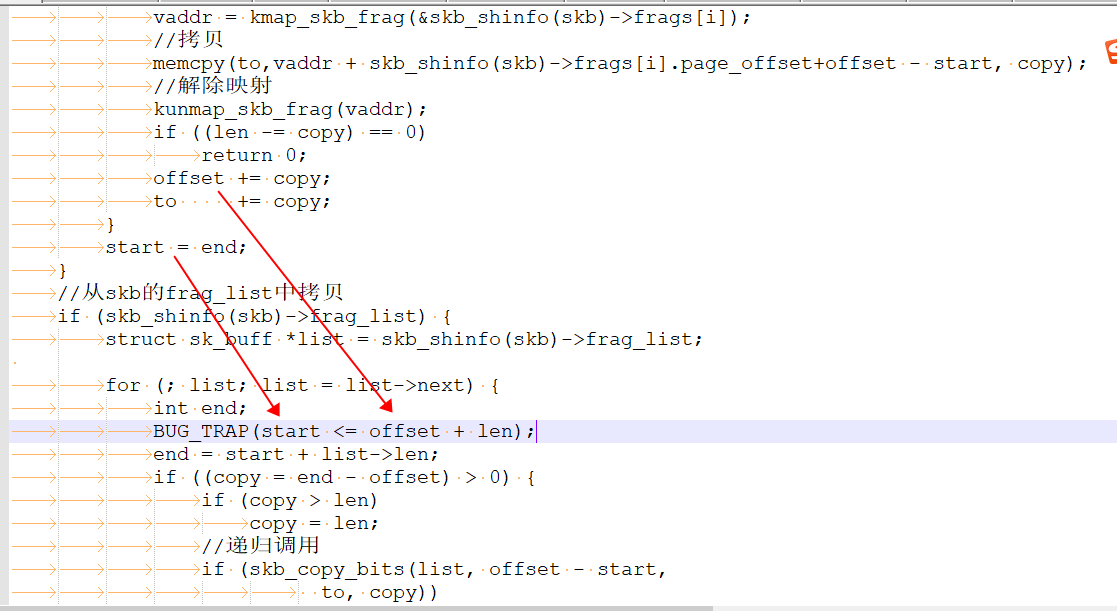 vaddr = kmap_skb_frag(&skb_shinfo(skb)->frags[i]);
//拷贝
memcpy(to,vaddr + skb_shinfo(skb)->frags[i].page_offset+offset - start, copy);
//解除映射
kunmap_skb_frag(vaddr);
if ((len -= copy) == 0)
return 0;
offset += copy;
to     += copy;
}
start = end;
}
//从skb的frag_list中拷贝
if (skb_shinfo(skb)->frag_list) {
struct sk_buff *list = skb_shinfo(skb)->frag_list;
for (; list; list = list->next) {
int end;
BUG_TRAP(start <= offset + len);
end = start + list->len;
if ((copy = end - offset) > 0) {
if (copy > len)
copy = len;
//递归调用
if (skb_copy_bits(list, offset - start,
to, copy))